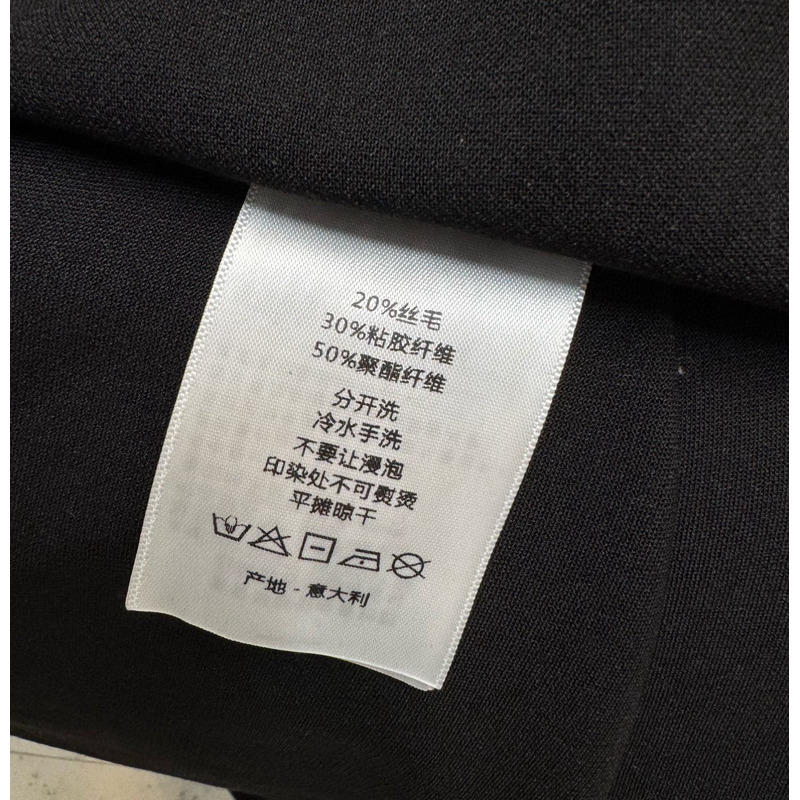 20%丝毛
30%粘胶纤维
50%聚酯纤维
分开洗
冷水手洗
不要让浸泡
印染处不可熨烫
平摊晾干
产地 - 意大利